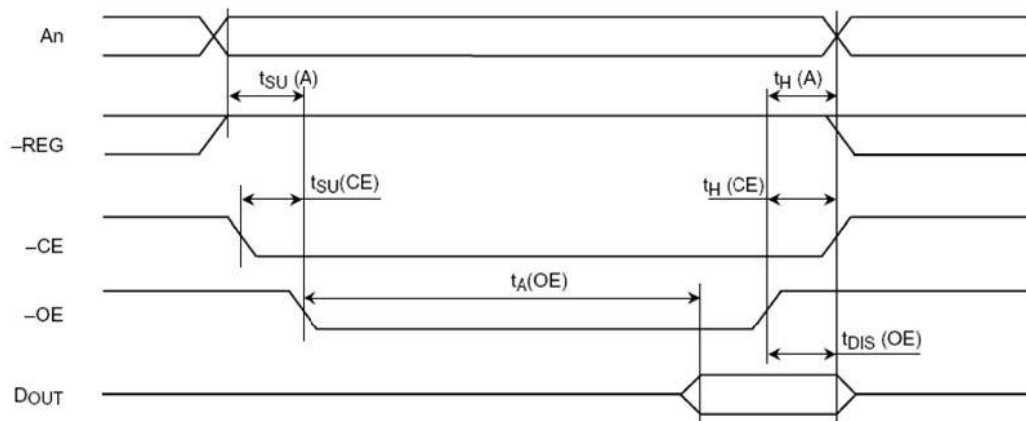 An
tSU (A)
tH (A)
–REG
tSU(CE)
tH (CE)
–CE
tA(OE)
–OE
tDIS (OE)
DOUT